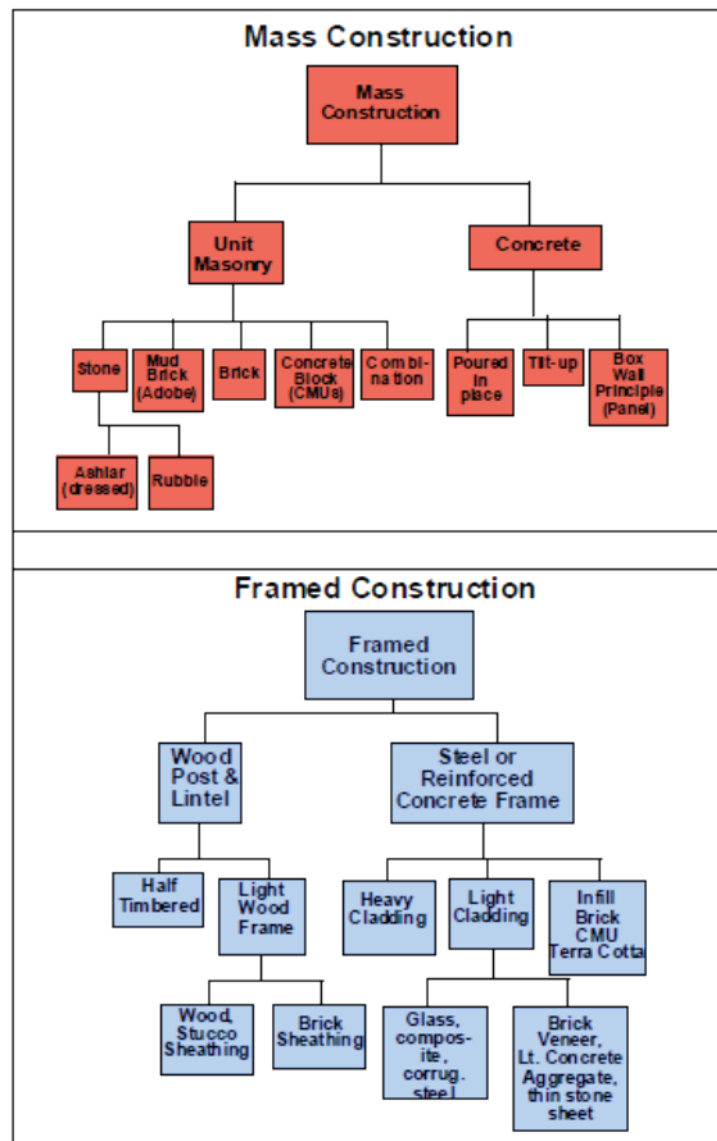 Mass Construction
Mass
Construction
Unit
Masonry
Concrete
Stone
Mud
Brick
(Adobe)
Brick
Concrete
Block
(CMUs)
Combi-
nation
Poured
in
place
Tilt-up
Box
Wall
Principle
(Panel)
Ashlar
(dressed)
Rubble
Framed Construction
Framed
Construction
Wood
Post &
Lintel
Steel or
Reinforced
Concrete Frame
Half
Timbered
Light
Wood
Frame
Heavy
Cladding
Light
Cladding
Infill
Brick
CMU
Terra Cotta
Wood,
Stucco
Sheathing
Brick
Sheathing
Glass,
compos-
ite,
corrug.
steel
Brick
Veneer,
Lt. Concrete
Aggregate,
thin stone
sheet